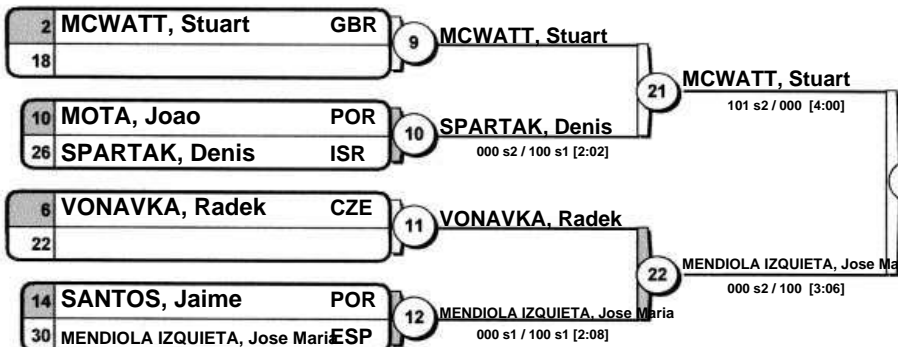 2 MCWATT, Stuart GBR
18
9 MCWATT, Stuart
10 MOTA, Joao POR
26 SPARTAK, Denis ISR
10 SPARTAK, Denis
000 s2 / 100 s1 [2:02]
21 MCWATT, Stuart
101 s2 / 000 [4:00]
6 VONAVKA, Radek CZE
22
11 VONAVKA, Radek
14 SANTOS, Jaime POR
30 MENDIOLA IZQUIETA, Jose Maria ESP
12 MENDIOLA IZQUIETA, Jose Maria
000 s1 / 100 s1 [2:08]
22 MENDIOLA IZQUIETA, Jose Ma
000 s2 / 100 [3:06]